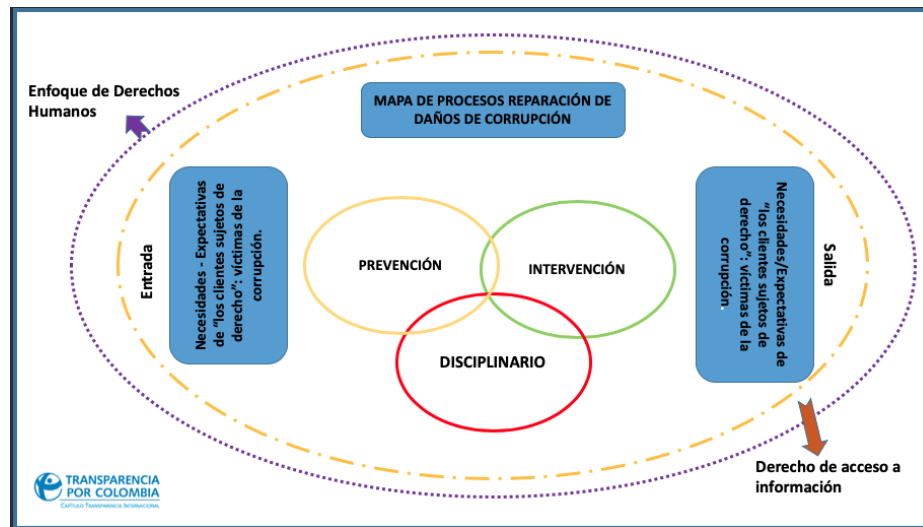 Enfoque de Derechos
Humanos
MAPA DE PROCESOS REPARACIÓN DE
DAÑOS DE CORRUPCIÓN
Entrada
Necesidades - Expectativas
de “los clientes sujetos de
derecho”: víctimas de la
corrupción.
PREVENCIÓN
INTERVENCIÓN
DISCIPLINARIO
Necesidades/Expectativas de
“los clientes sujetos de
derecho”: víctimas de la
corrupción.
Salida
Derecho de acceso a
información
TRANSPARENCIA
POR COLOMBIA
CAPÍTULO TRANSPARENCIA INTERNACIONAL